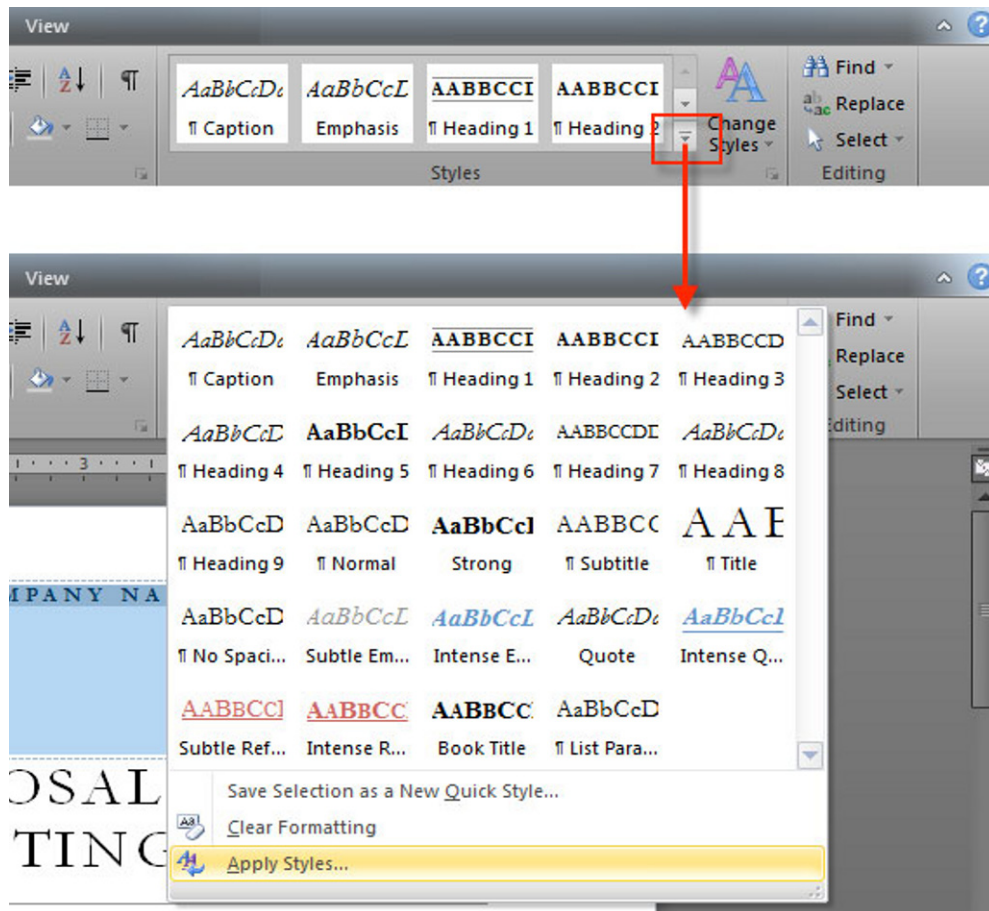 View
AaBbCcDc AaBbCcL AABBCCI AABBCCI
¶ Caption Emphasis ¶ Heading 1 ¶ Heading 2
Change
Styles
Find
Replace
Select
Styles
Editing
View
AaBbCcDc AaBbCcL AABBCCI AABBCCI AABBCCD
¶ Caption Emphasis ¶ Heading 1 ¶ Heading 2 ¶ Heading 3
AaBbCcD AaBbCcI AaBbCcDc AABBCCDE AaBbCcDc
¶ Heading 4 ¶ Heading 5 ¶ Heading 6 ¶ Heading 7 ¶ Heading 8
AaBbCcD AaBbCcD AaBbCcI AABBCC AAB
¶ Heading 9 ¶ Normal Strong ¶ Subtitle ¶ Title
AaBbCcD AaBbCcL AaBbCcL AaBbCcDc AaBbCcI
¶ No Spaci... Subtle Em... Intense E... Quote Intense Q...
AABBCCI AABBCC AABBCC AaBbCcD
Subtle Ref... Intense R... Book Title ¶ List Para...
Save Selection as a New Quick Style...
Clear Formatting
Apply Styles...
Find
Replace
Select
Editing
3
MPANY NA
OSAL
TING